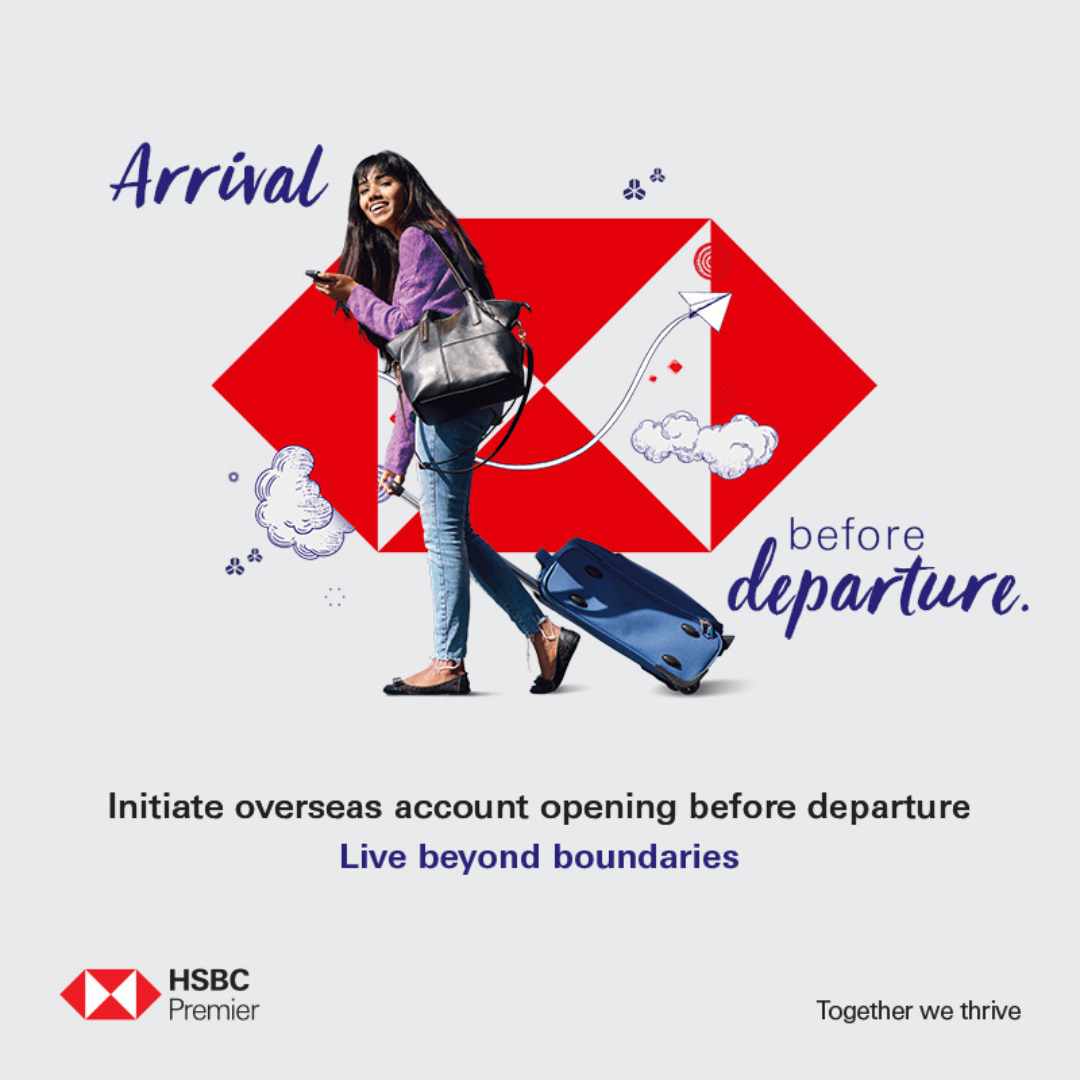 Arrival
before
departure.
Initiate overseas account opening before departure
Live beyond boundaries
HSBC
Premier
Together we thrive